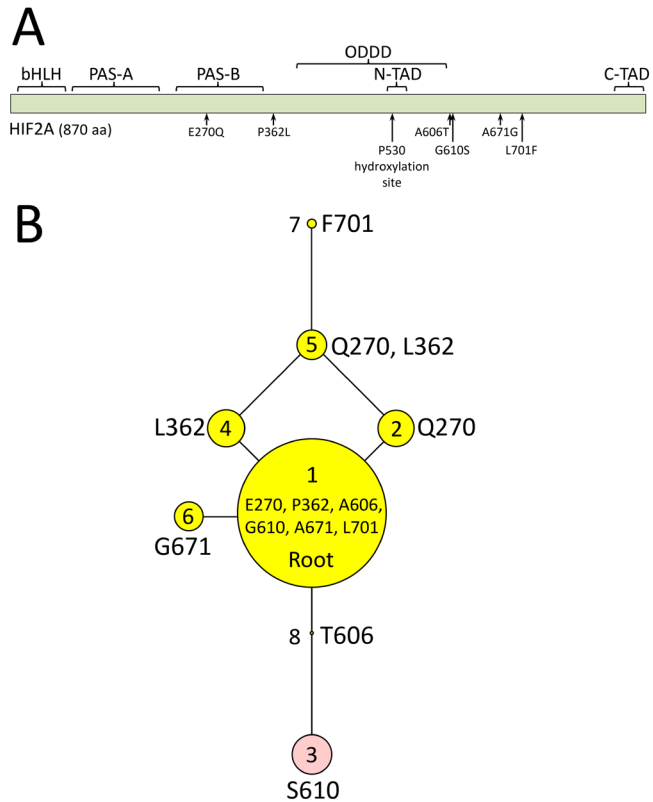 A
ODDD
bHLH PAS-A PAS-B N-TAD C-TAD
HIF2A (870 aa)
E270Q P362L A606T A671G
P530 G610S L701F
hydroxylation
site
B
7 F701
5 Q270, L362
L362 4 2 Q270
1
E270, P362, A606,
G610, A671, L701
6
Root
G671
8 T606
3
S610